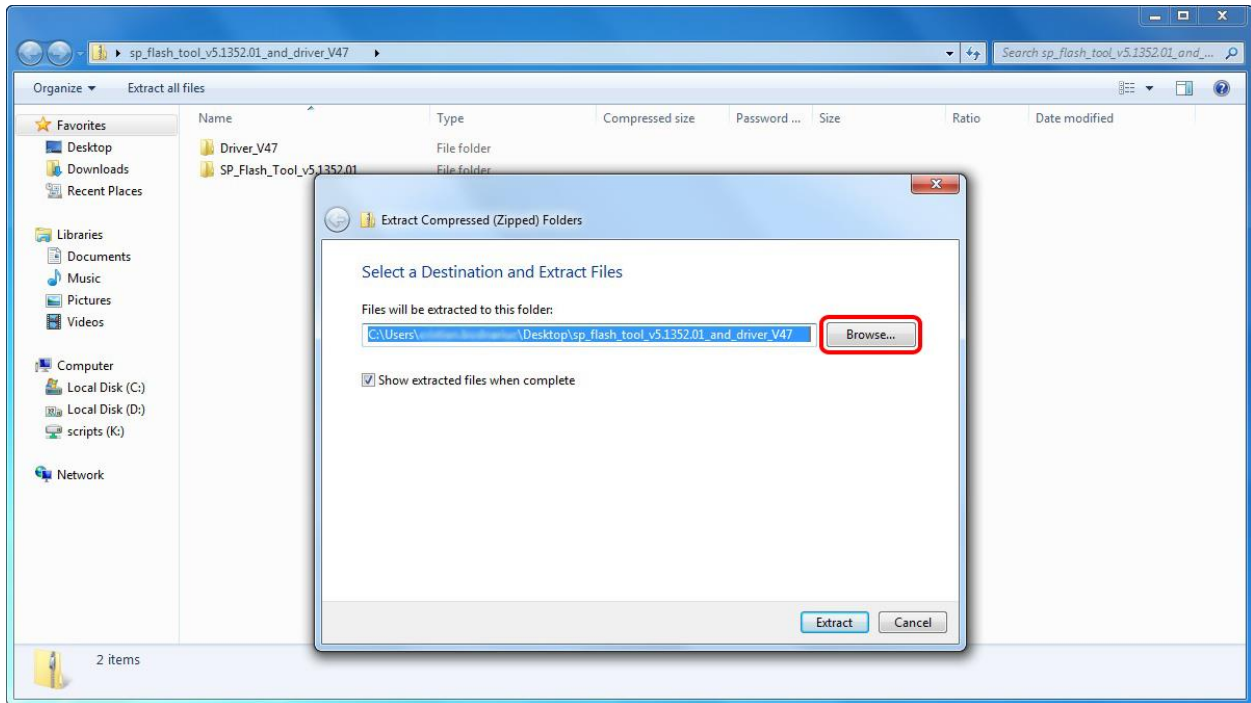 sp_flash_tool_v5.1352.01_and_driver_V47
Search sp_flash_tool_v5.1352.01_and_...
Organize Extract all files
Name Type Compressed size Password ... Size Ratio Date modified
Favorites
Desktop
Downloads
Recent Places
Libraries
Documents
Music
Pictures
Videos
Computer
Local Disk (C:)
Local Disk (D:)
scripts (K:)
Network
Driver_V47 File folder
SP_Flash_Tool_v5.1352.01 File folder
Extract Compressed (Zipped) Folders
Select a Destination and Extract Files
Files will be extracted to this folder:
C:\Users\ \Desktop\sp_flash_tool_v5.1352.01_and_driver_V47 Browse...
Show extracted files when complete
Extract Cancel
2 items